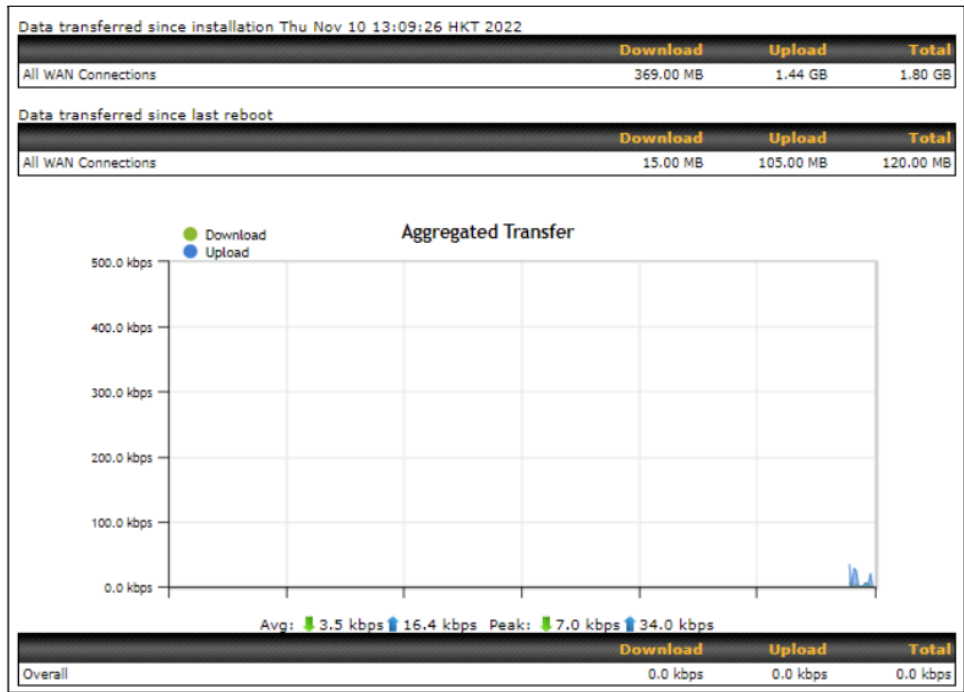 Data transferred since installation Thu Nov 10 13:09:26 HKT 2022
Download Upload Total
All WAN Connections 369.00 MB 1.44 GB 1.80 GB
Data transferred since last reboot
Download Upload Total
All WAN Connections 15.00 MB 105.00 MB 120.00 MB
Aggregated Transfer
Download
Upload
500.0 kbps
400.0 kbps
300.0 kbps
200.0 kbps
100.0 kbps
0.0 kbps
Avg: 3.5 kbps 16.4 kbps Peak: 7.0 kbps 34.0 kbps
Download Upload Total
Overall 0.0 kbps 0.0 kbps 0.0 kbps